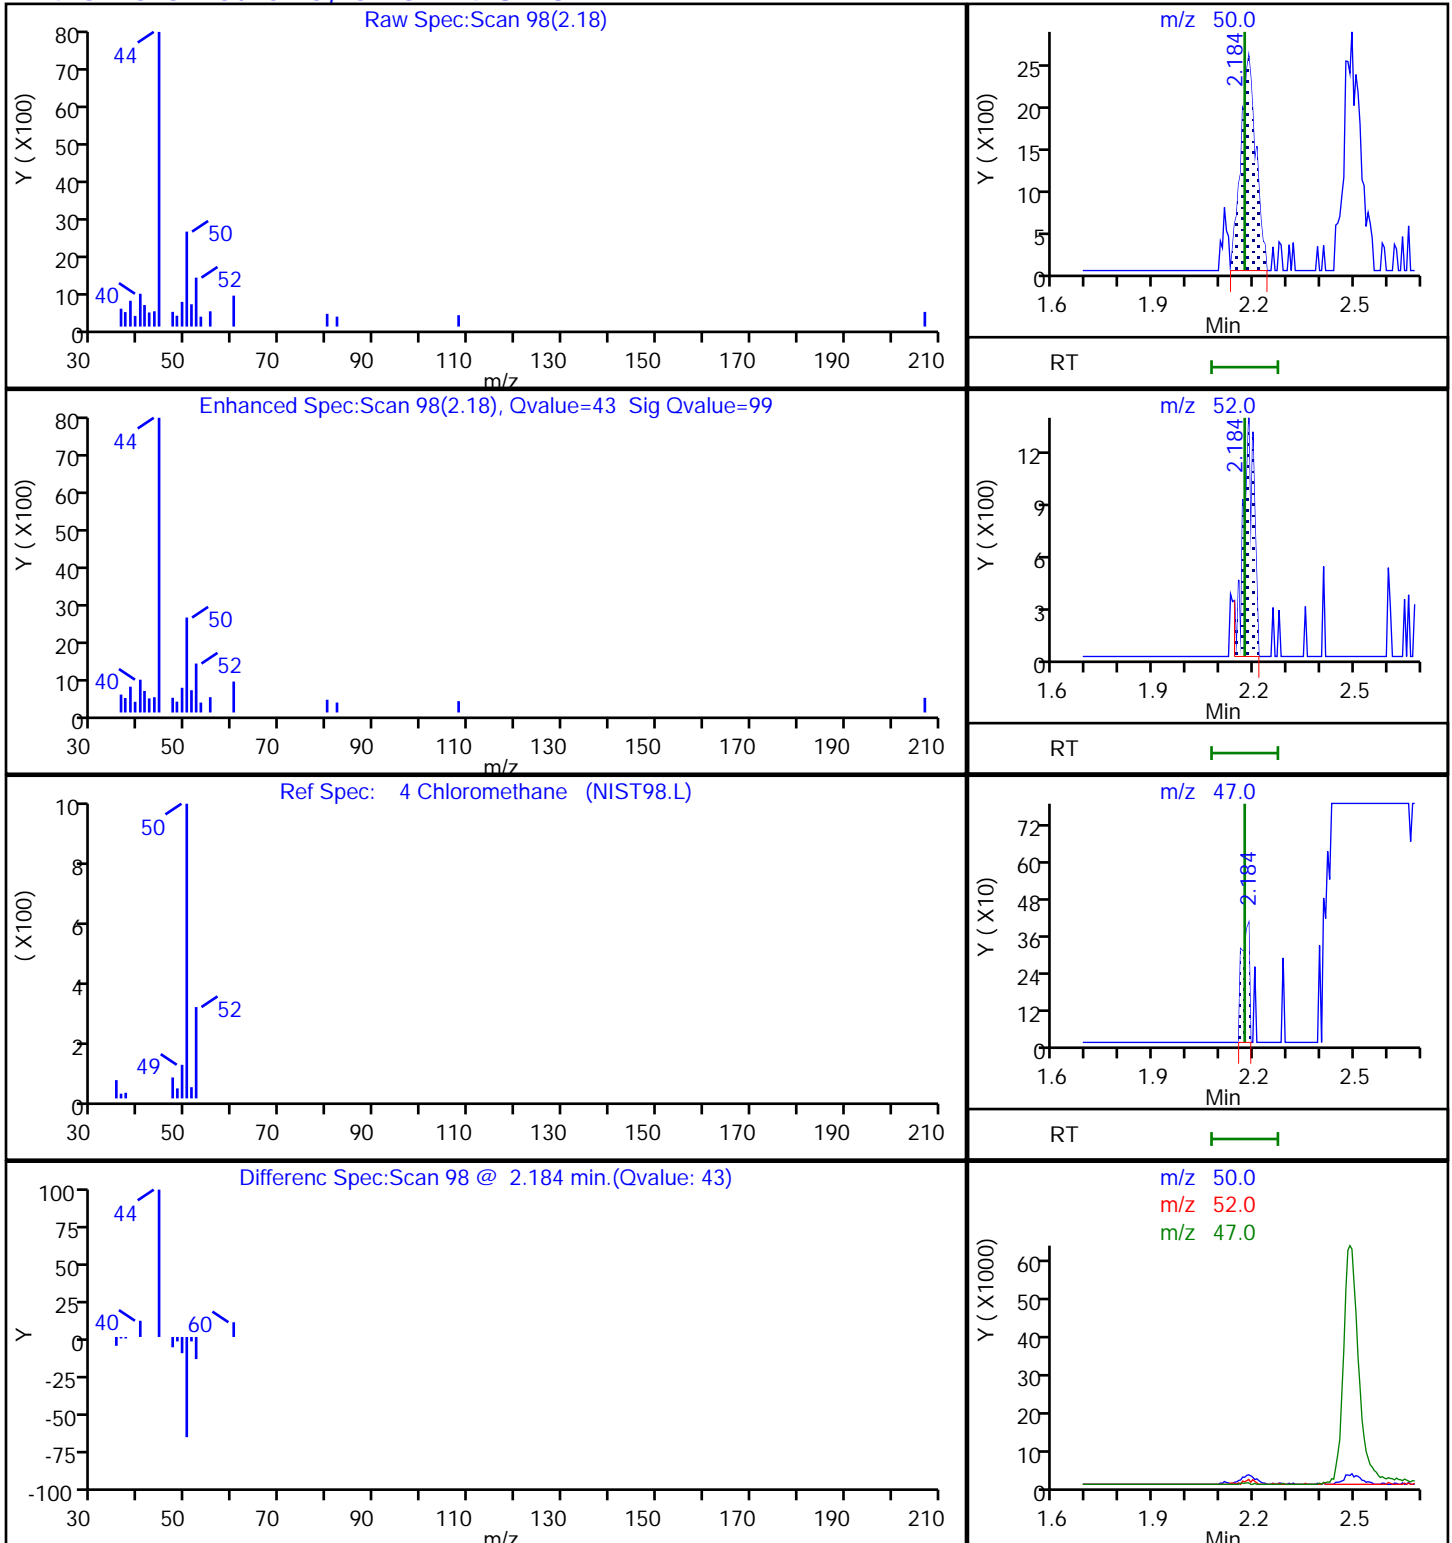 Raw Spec:Scan 98(2.18)
Y ( X100)
80
70
60
50
40
30
20
10
0
44
50
52
40
30 50 70 90 110 130 150 170 190 210
m/z
m/z 50.0
Y ( X100)
25
20
15
10
5
0
2.184
1.6 1.9 2.2 2.5
Min
RT
Enhanced Spec:Scan 98(2.18), Qvalue=43 Sig Qvalue=99
Y ( X100)
80
70
60
50
40
30
20
10
0
44
50
52
40
30 50 70 90 110 130 150 170 190 210
m/z
m/z 52.0
Y ( X100)
12
9
6
3
0
2.184
1.6 1.9 2.2 2.5
Min
RT
Ref Spec: 4 Chloromethane (NIST98.L)
( X100)
10
8
6
4
2
0
50
52
49
30 50 70 90 110 130 150 170 190 210
m/z 47.0
Y ( X10)
72
60
48
36
24
12
0
2.184
1.6 1.9 2.2 2.5
Min
RT
Differenc Spec:Scan 98 @ 2.184 min.(Qvalue: 43)
Y
100
75
50
25
0
-25
-50
-75
-100
44
40
60
30 50 70 90 110 130 150 170 190 210
m/z
m/z 50.0
m/z 52.0
m/z 47.0
Y ( X1000)
60
50
40
30
20
10
0
1.6 1.9 2.2 2.5
Min